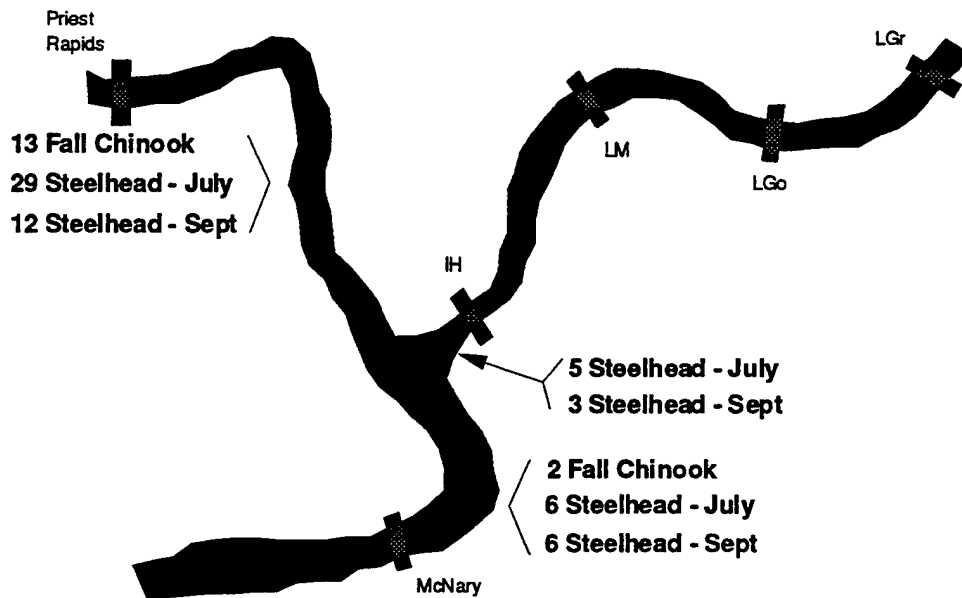 Priest
Rapids
LGr
13 Fall Chinook
29 Steelhead - July
12 Steelhead - Sept
LM
LGo
IH
5 Steelhead - July
3 Steelhead - Sept
2 Fall Chinook
6 Steelhead - July
6 Steelhead - Sept
McNary